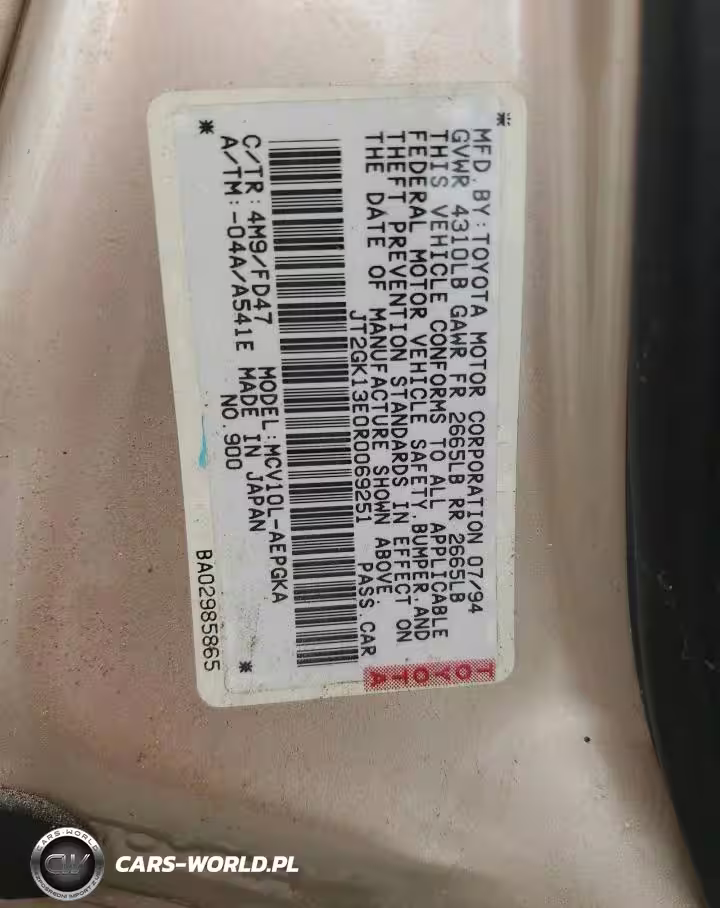 MFD.BY:TOYOTA MOTOR CORPORATION 07/94
GVWR 4310LB GAWR FR 2665LB RR 2665LB
THIS VEHICLE CONFORMS TO ALL APPLICABLE
FEDERAL MOTOR VEHICLE SAFETY,BUMPER,AND
THEFT PREVENTION STANDARDS IN EFFECT ON
THE DATE OF MANUFACTURE SHOWN ABOVE.
JT2GK13E0R0069251 PASS.CAR
TOYOTA
C/TR:4M9/FD47 MODEL:MCV10L-AEPGKA
A/TM:-04A/A541E MADE IN JAPAN
NO.900
BA02985865
CARS-WORLD.PL